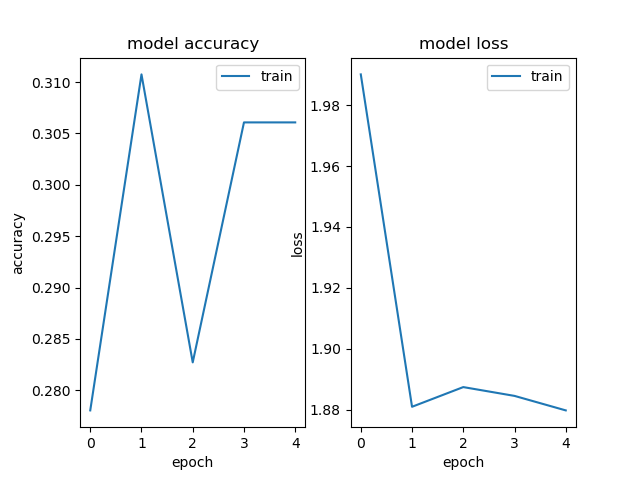 model accuracy
train
0.310
0.305
0.300
0.295
0.290
0.285
0.280
accuracy
0 1 2 3 4
epoch
model loss
train
1.98
1.96
1.94
1.92
1.90
1.88
loss
0 1 2 3 4
epoch